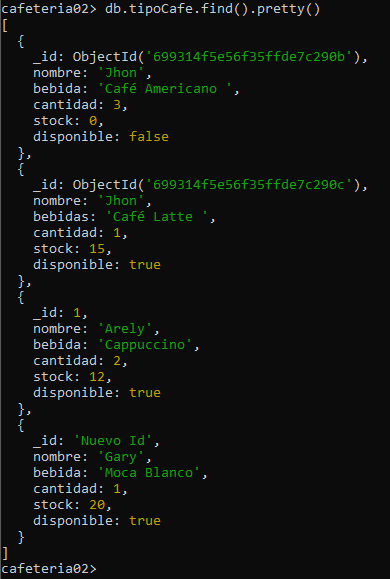 cafeteria02> db.tipoCafe.find().pretty()
[
  {
    _id: ObjectId('699314f5e56f35ffde7c290b'),
    nombre: 'Jhon',
    bebida: 'Café Americano ',
    cantidad: 3,
    stock: 0,
    disponible: false
  },
  {
    _id: ObjectId('699314f5e56f35ffde7c290c'),
    nombre: 'Jhon',
    bebidas: 'Café Latte ',
    cantidad: 1,
    stock: 15,
    disponible: true
  },
  {
    _id: 1,
    nombre: 'Arely',
    bebida: 'Cappuccino',
    cantidad: 2,
    stock: 12,
    disponible: true
  },
  {
    _id: 'Nuevo Id',
    nombre: 'Gary',
    bebida: 'Moca Blanco',
    cantidad: 1,
    stock: 20,
    disponible: true
  }
]
cafeteria02>